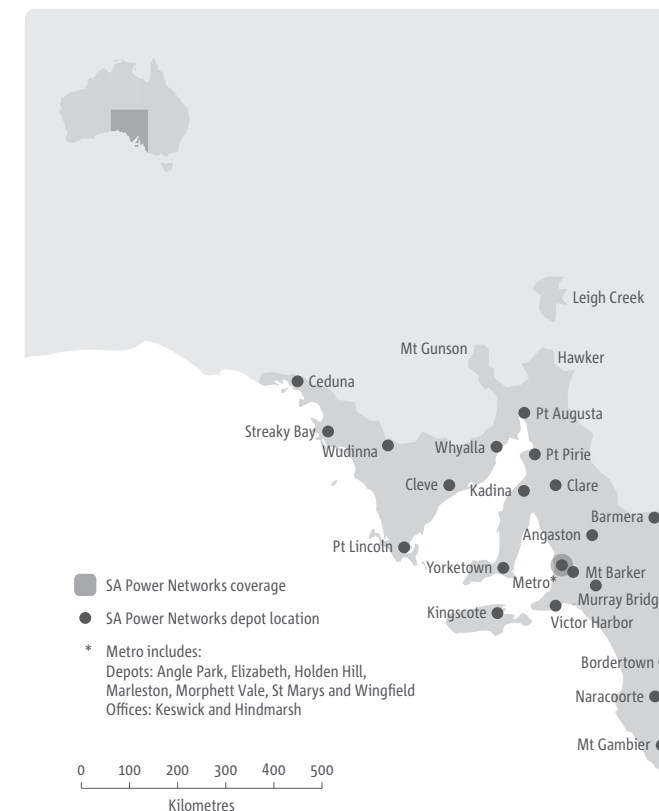 Leigh Creek
Mt Gunson
Hawker
Ceduna
Pt Augusta
Streaky Bay
Wudinna
Whyalla
Pt Pirie
Cleve
Kadina
Clare
Barmera
Angaston
Pt Lincoln
Yorketown
Metro*
Mt Barker
Murray Bridg
Kingscote
Victor Harbor
Bordertown
Naracoorte
Mt Gambier
SA Power Networks coverage
SA Power Networks depot location
* Metro includes:
Depots: Angle Park, Elizabeth, Holden Hill,
Marleston, Morphett Vale, St Marys and Wingfield
Offices: Keswick and Hindmarsh
0 100 200 300 400 500
Kilometres